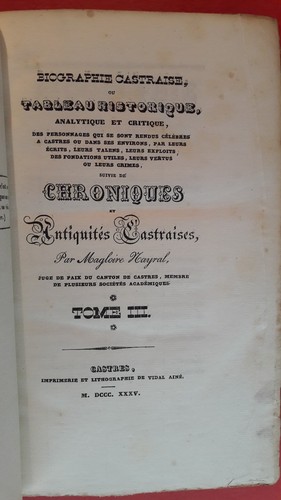 BIOGRAPHIE CASTRAISE,
OU
TABLEAU HISTORIQUE,
ANALYTIQUE ET CRITIQUE,
DES PERSONNAGES QUI SE SONT RENDUS CÉLÈBRES
A CASTRES OU DANS SES ENVIRONS, PAR LEURS
ÉCRITS, LEURS TALENS, LEURS EXPLOITS,
DES FONDATIONS UTILES, LEURS VERTUS
OU LEURS CRIMES.
SUIVIE DE
CHRONIQUES
ET
Antiquités Castraises,
Par Magloire Nayral,
JUGE DE PAIX DU CANTON DE CASTRES, MEMBRE
DE PLUSIEURS SOCIÉTÉS ACADÉMIQUES
TOME III.
CASTRES,
IMPRIMERIE ET LITHOGRAPHIE DE VIDAL AINÉ.
M. DCCC. XXXV.